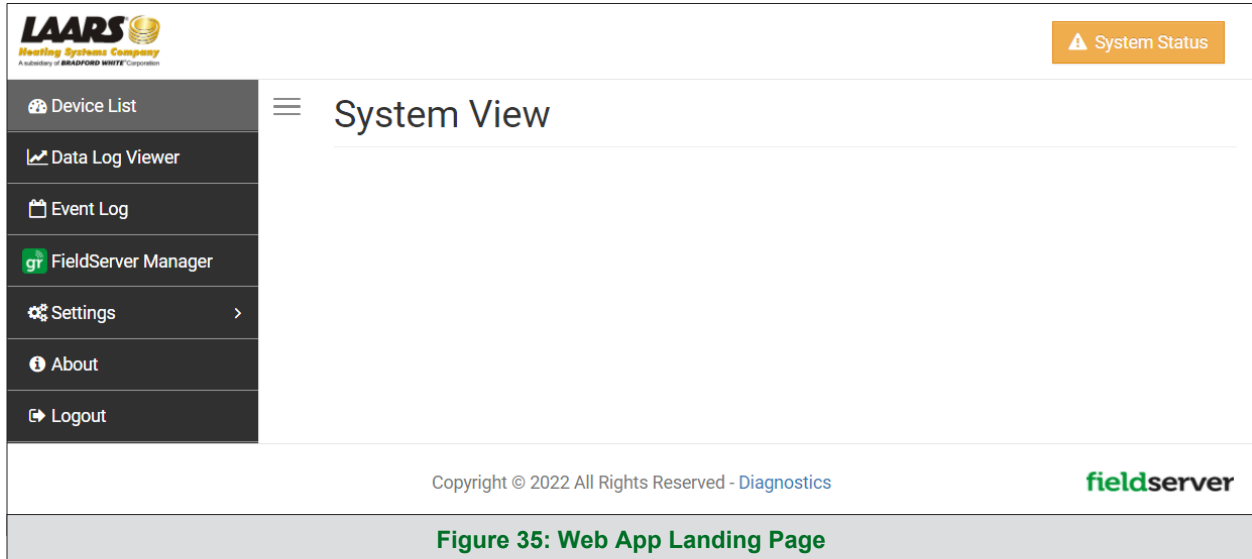 LAARS®
Heating Systems Company
A subsidiary of BRADFORD WHITE® Corporation
System Status
Device List
System View
Data Log Viewer
Event Log
gr FieldServer Manager
Settings
About
Logout
Copyright © 2022 All Rights Reserved - Diagnostics
fieldserver
Figure 35: Web App Landing Page